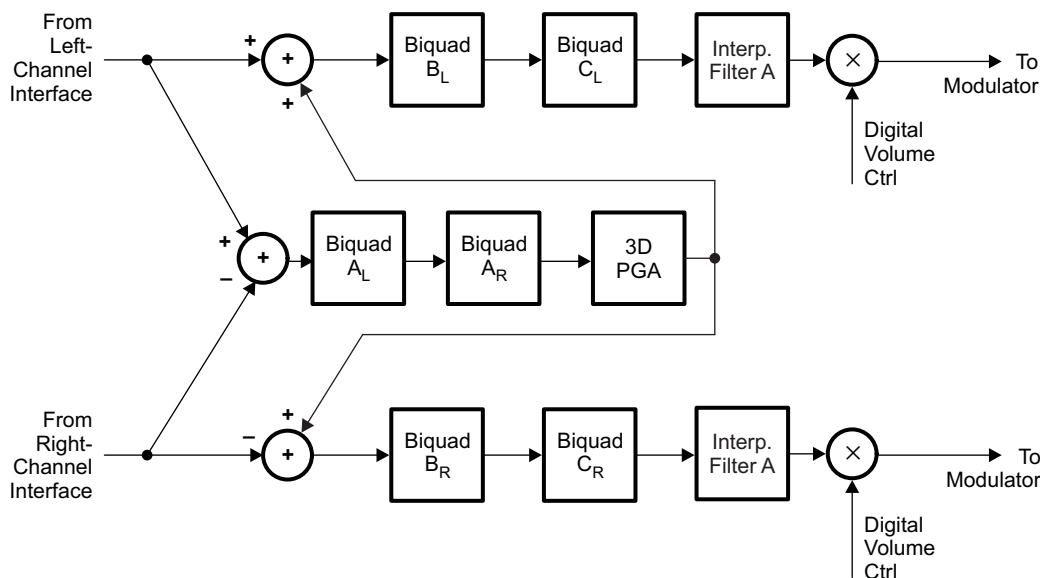 From
Left-
Channel
Interface
+
+
+
Biquad
B_L
Biquad
C_L
Interp.
Filter A
×
To
Modulator
Digital
Volume
Ctrl
+
−
+
Biquad
A_L
Biquad
A_R
3D
PGA
From
Right-
Channel
Interface
−
+
+
Biquad
B_R
Biquad
C_R
Interp.
Filter A
×
To
Modulator
Digital
Volume
Ctrl